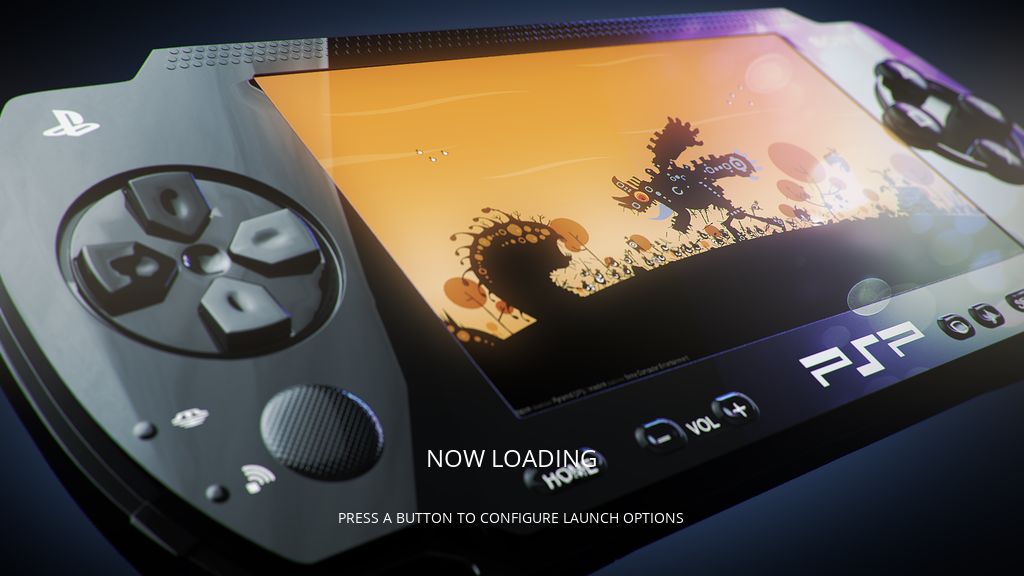 PSP
VOL
HOME
NOW LOADING
PRESS A BUTTON TO CONFIGURE LAUNCH OPTIONS